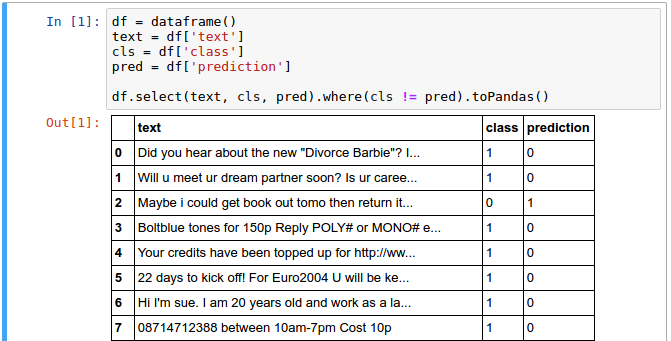 In [1]: df = dataframe()
text = df['text']
cls = df['class']
pred = df['prediction']
df.select(text, cls, pred).where(cls != pred).toPandas()
Out[1]:
text class prediction
0 Did you hear about the new "Divorce Barbie"? I... 1 0
1 Will u meet ur dream partner soon? Is ur caree... 1 0
2 Maybe i could get book out tomo then return it... 0 1
3 Boltblue tones for 150p Reply POLY# or MONO# e... 1 0
4 Your credits have been topped up for http://ww... 1 0
5 22 days to kick off! For Euro2004 U will be ke... 1 0
6 Hi I'm sue. I am 20 years old and work as a la... 1 0
7 08714712388 between 10am-7pm Cost 10p 1 0